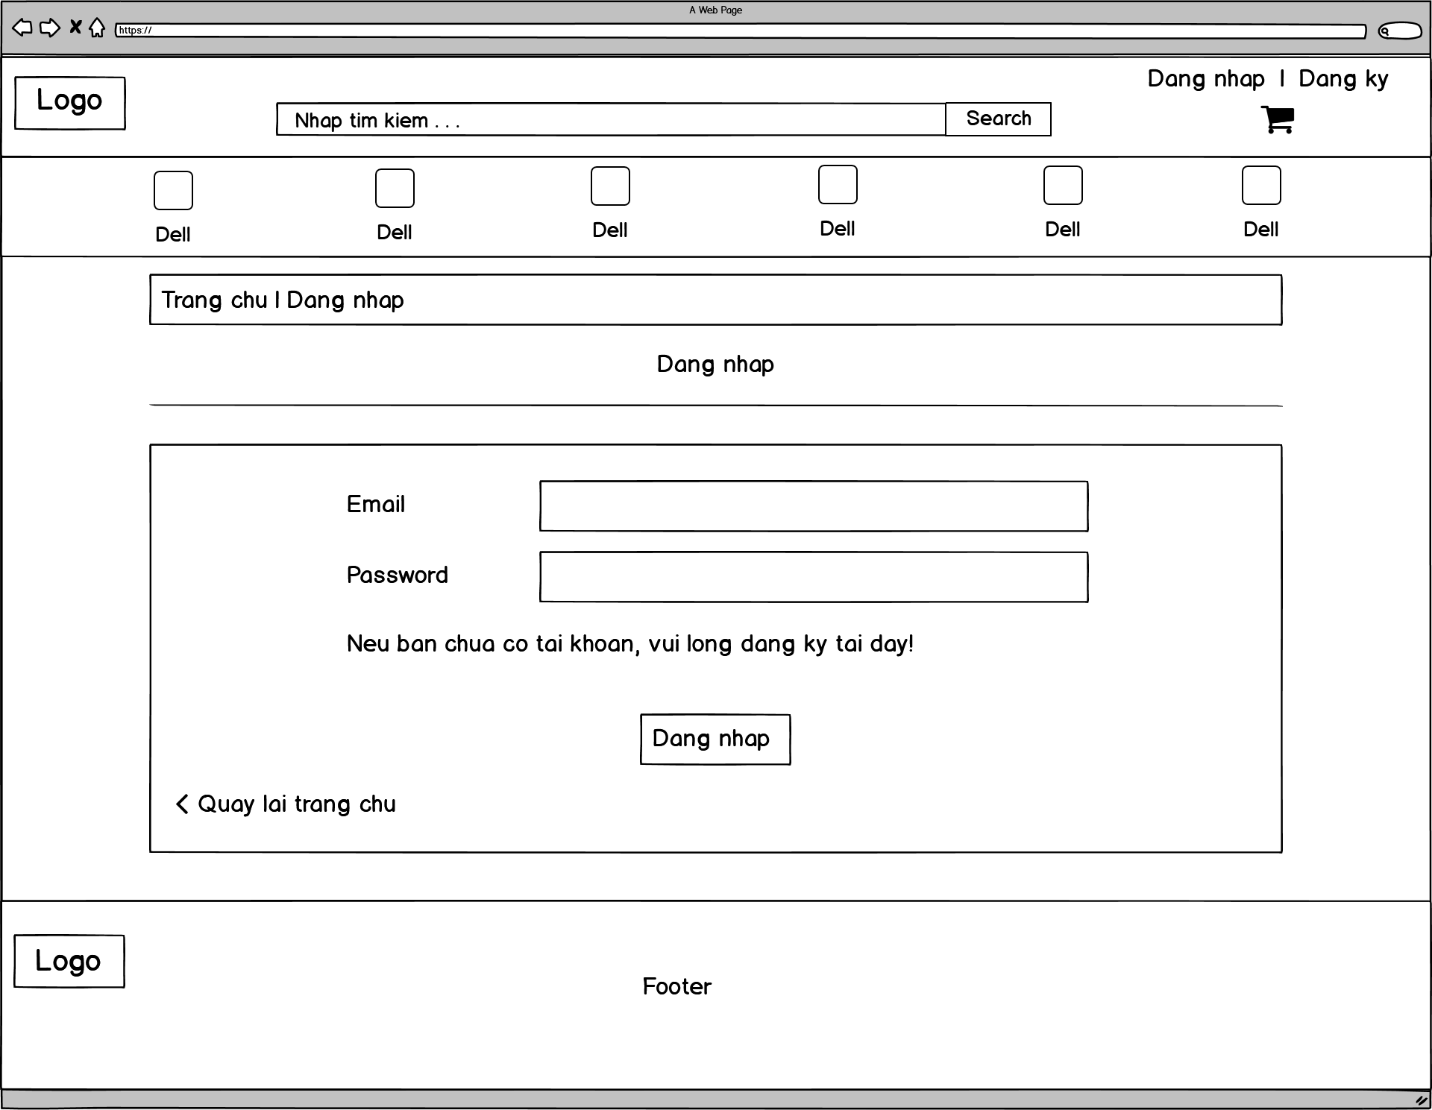 A Web Page
https://
Logo
Dang nhap | Dang ky
Nhap tim kiem . . .
Search
Dell
Dell
Dell
Dell
Dell
Dell
Trang chu | Dang nhap
Dang nhap
Email
Password
Neu ban chua co tai khoan, vui long dang ky tai day!
Dang nhap
Quay lai trang chu
Logo
Footer